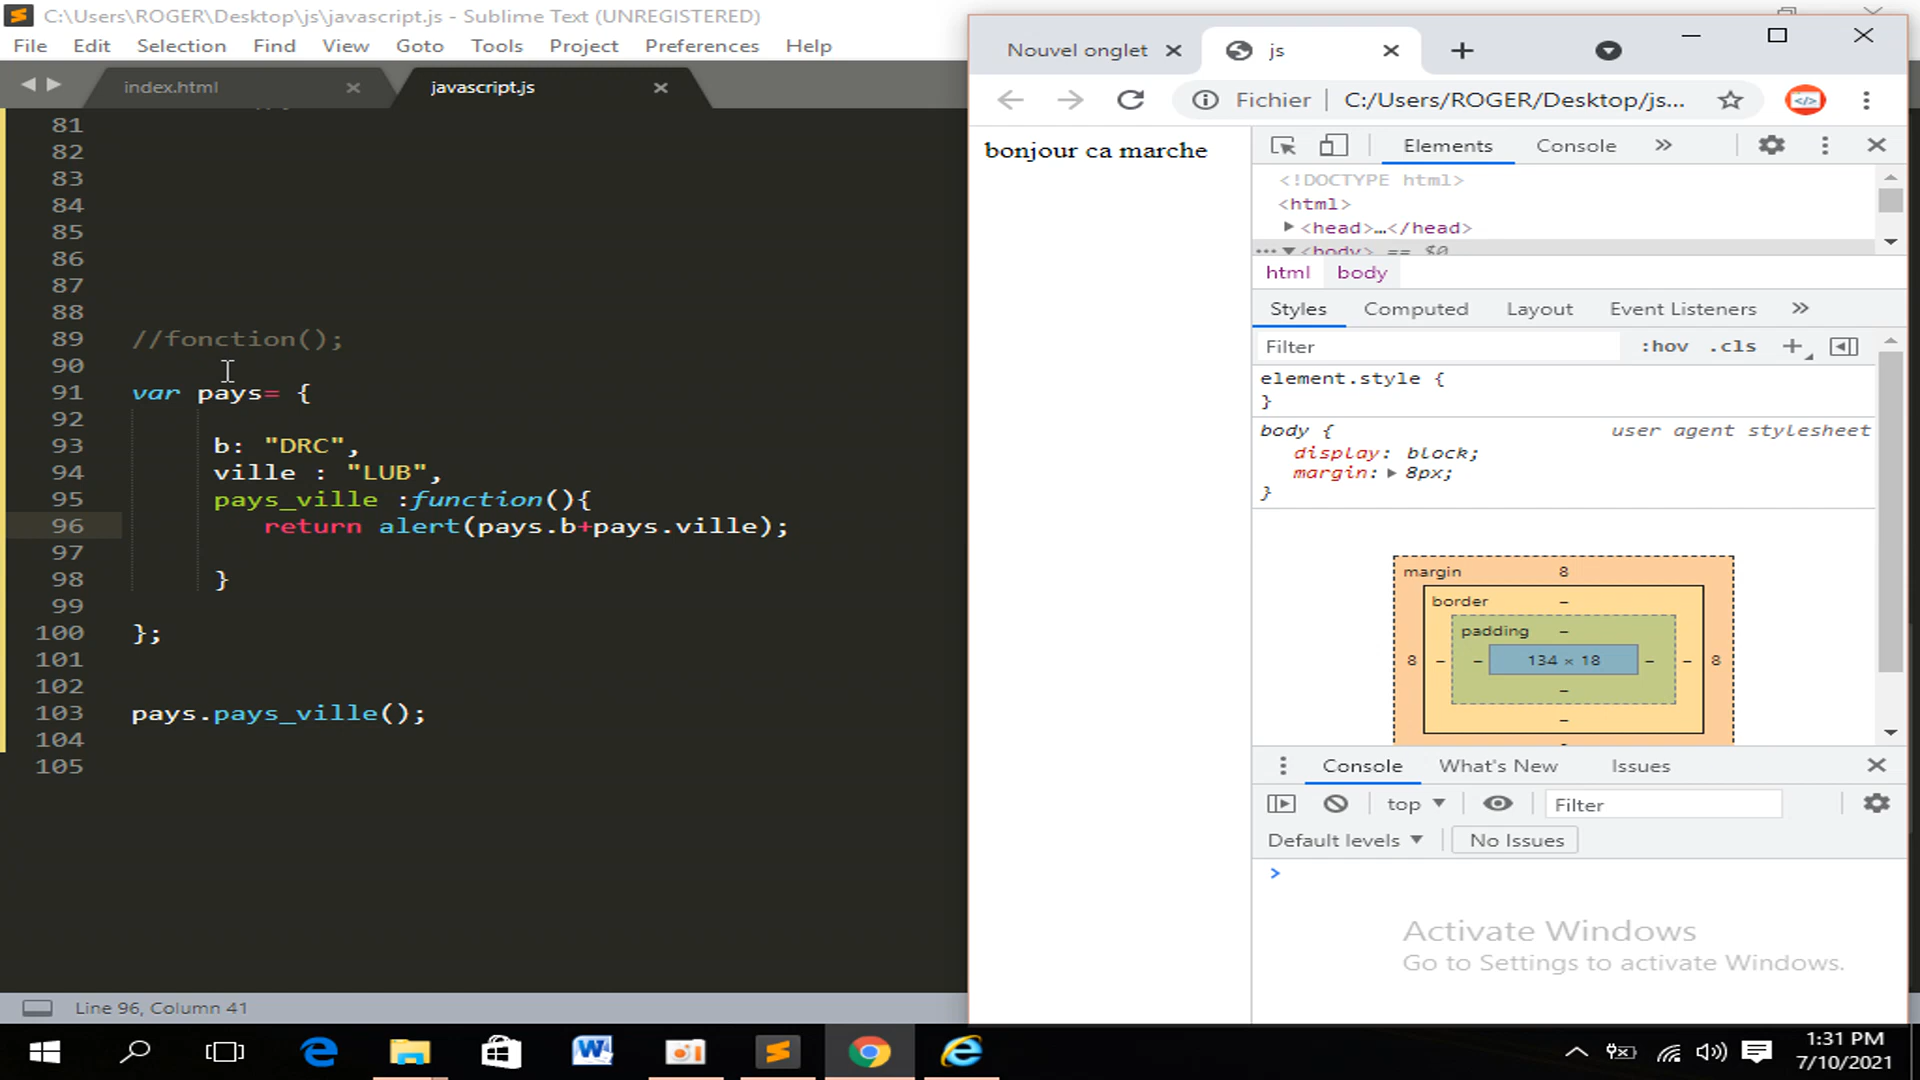 C:\Users\ROGER\Desktop\js\javascript.js - Sublime Text (UNREGISTERED)
File Edit Selection Find View Goto Tools Project Preferences Help
index.html
javascript.js
81
82
83
84
85
86
87
88
89 //fonction();
90
91 var pays= {
92
93 b: "DRC",
94 ville : "LUB",
95 pays_ville :function(){
96 return alert(pays.b+pays.ville);
97
98 }
99
100 };
101
102
103 pays.pays_ville();
104
105
Line 96, Column 41
Nouvel onglet
js
Fichier | C:/Users/ROGER/Desktop/js...
bonjour ca marche
Elements Console »
<!DOCTYPE html>
<html>
<head>…</head>
<body> == $0
html body
Styles Computed Layout Event Listeners »
Filter :hov .cls +
element.style {
}
body { user agent stylesheet
display: block;
margin: 8px;
}
margin 8
border –
padding –
8 – – 134 × 18 – – 8
–
–
Console What's New Issues
top Filter
Default levels No Issues
>
Activate Windows
Go to Settings to activate Windows.
1:31 PM
7/10/2021